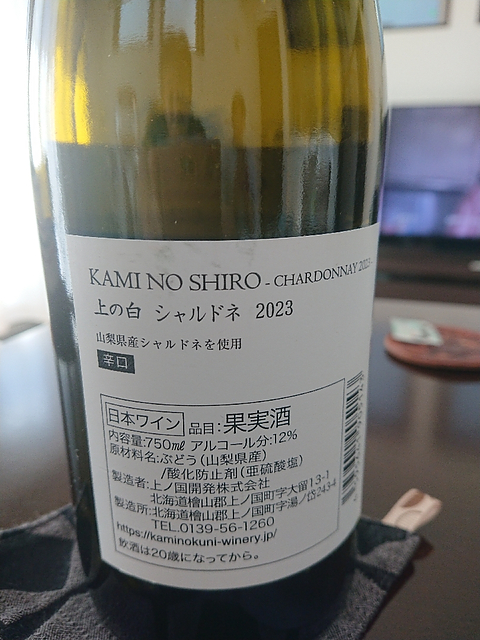 KAMI NO SHIRO - CHARDONNAY 2023 -
上の白 シャルドネ 2023
山梨県産シャルドネを使用
辛口
日本ワイン 品目:果実酒
内容量:750㎖ アルコール分:12%
原材料名:ぶどう(山梨県産)
/酸化防止剤(亜硫酸塩)
製造者:上ノ国開発株式会社
北海道檜山郡上ノ国町字大留13-1
製造所:北海道檜山郡上ノ国町字湯ノ岱2434
TEL.0139-56-1260
https://kaminokuni-winery.jp/
飲酒は20歳になってから。